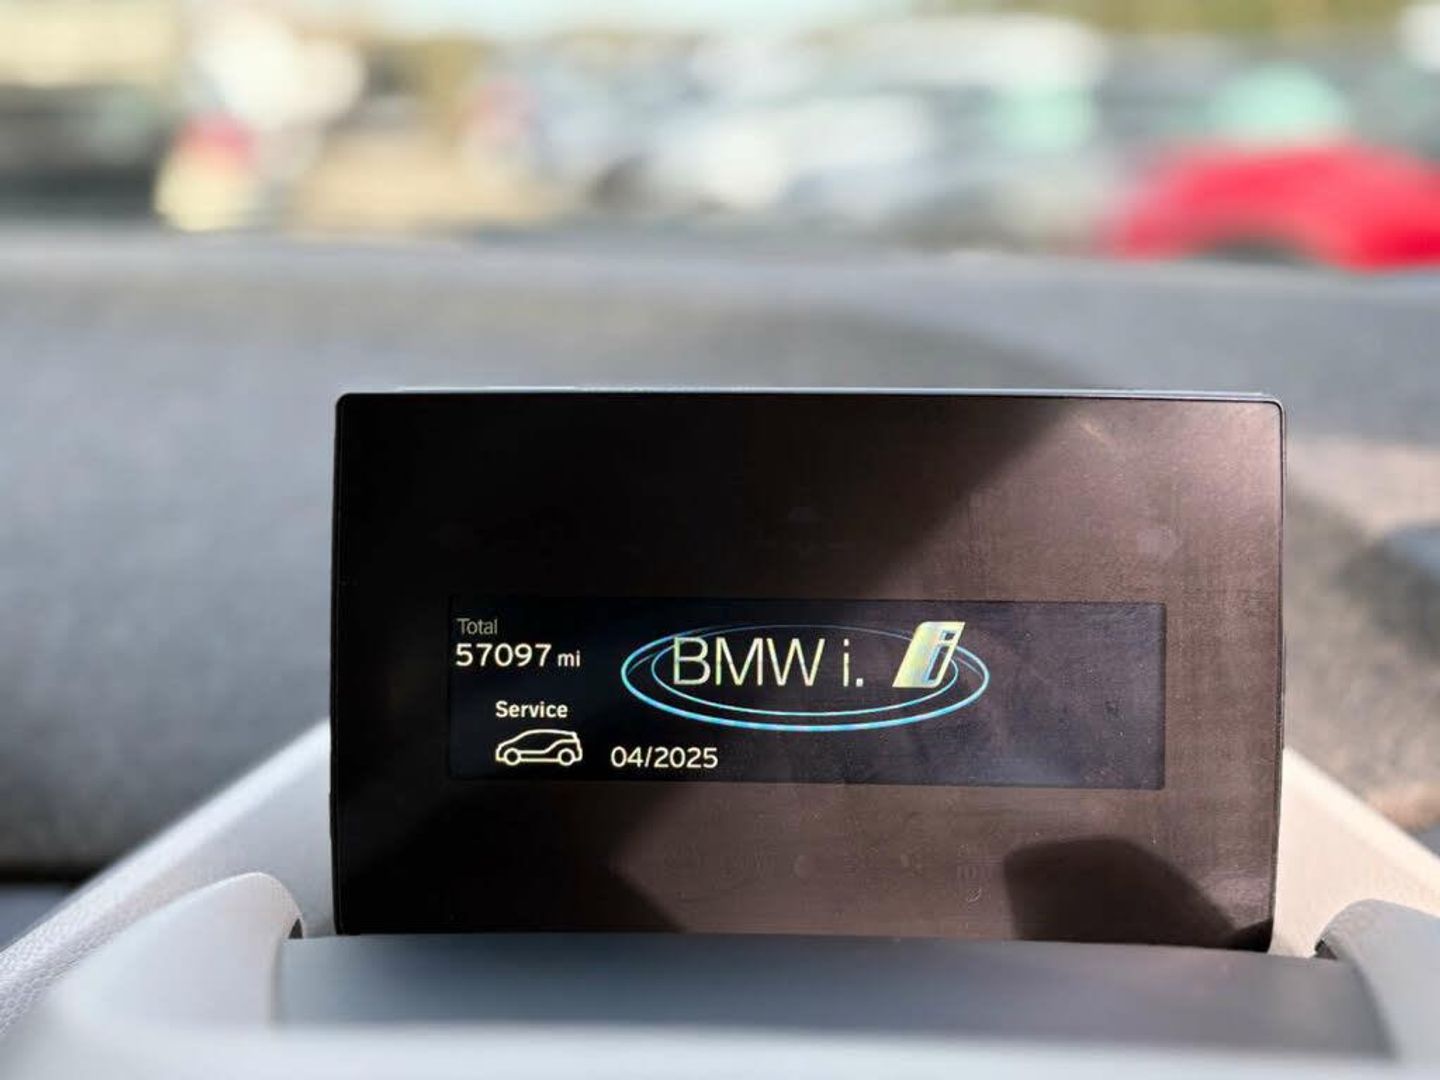 Total
57097 mi
BMW i. i
Service
04/2025